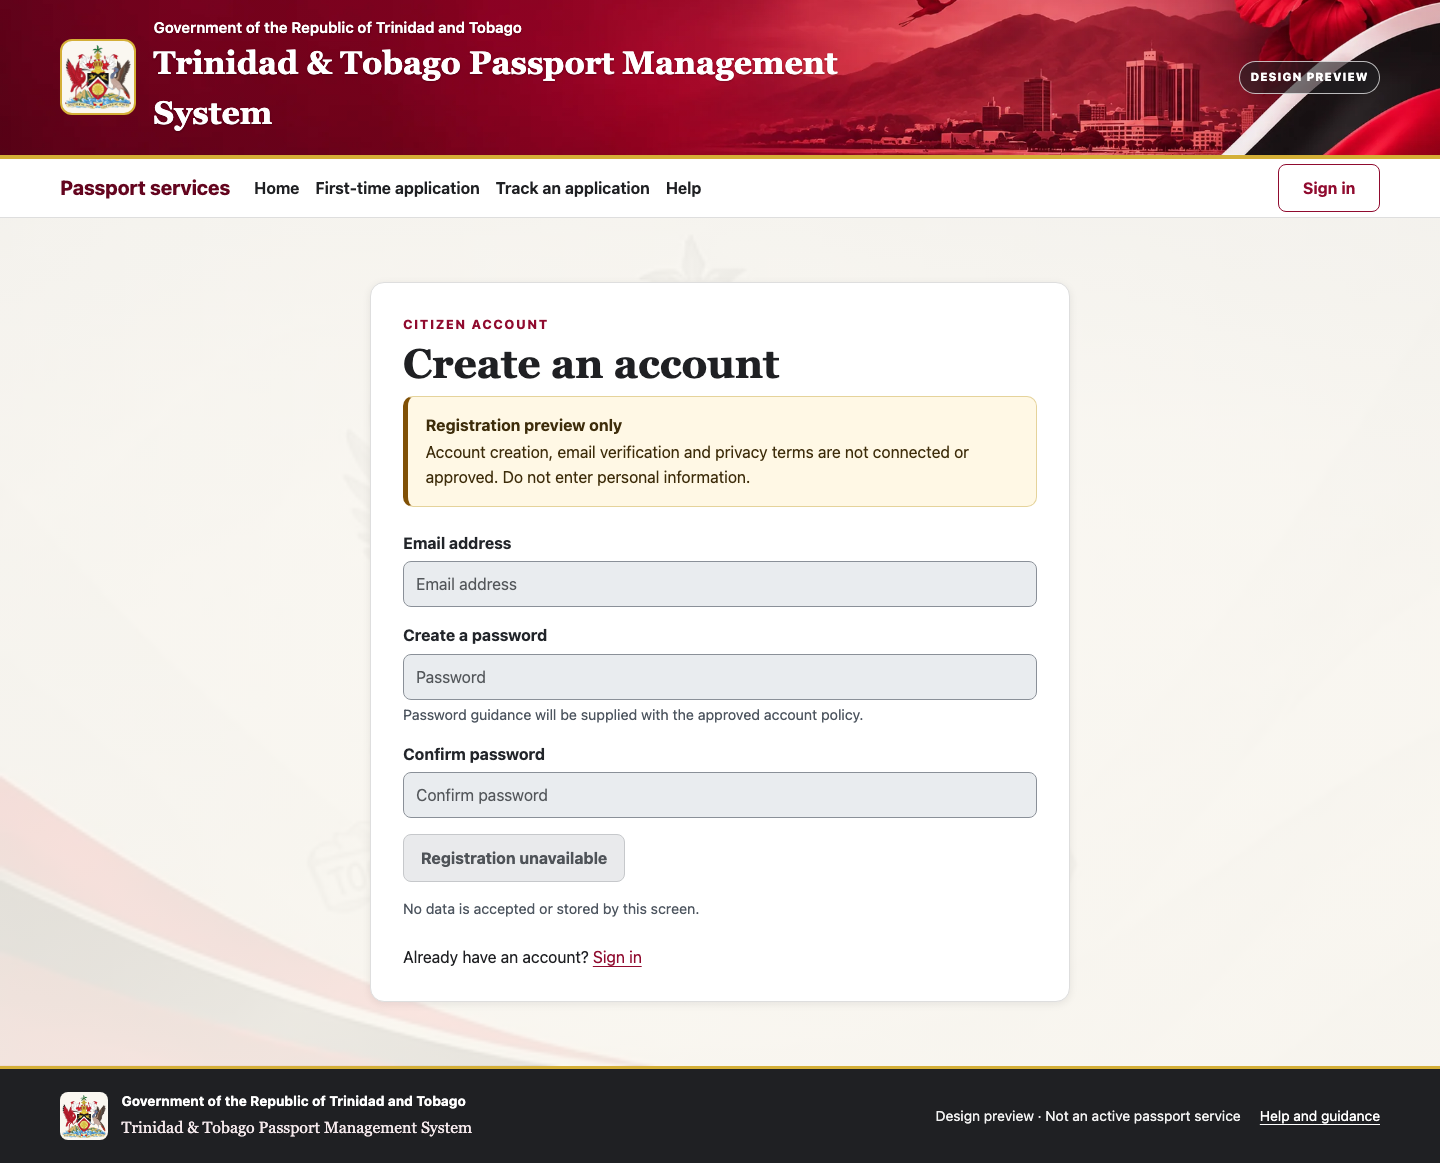 Government of the Republic of Trinidad and Tobago
Trinidad & Tobago Passport Management
System
DESIGN PREVIEW
Passport services
Home
First-time application
Track an application
Help
Sign in
CITIZEN ACCOUNT
Create an account
Registration preview only
Account creation, email verification and privacy terms are not connected or
approved. Do not enter personal information.
Email address
Email address
Create a password
Password
Password guidance will be supplied with the approved account policy.
Confirm password
Confirm password
Registration unavailable
No data is accepted or stored by this screen.
Already have an account? Sign in
Government of the Republic of Trinidad and Tobago
Trinidad & Tobago Passport Management System
Design preview · Not an active passport service
Help and guidance